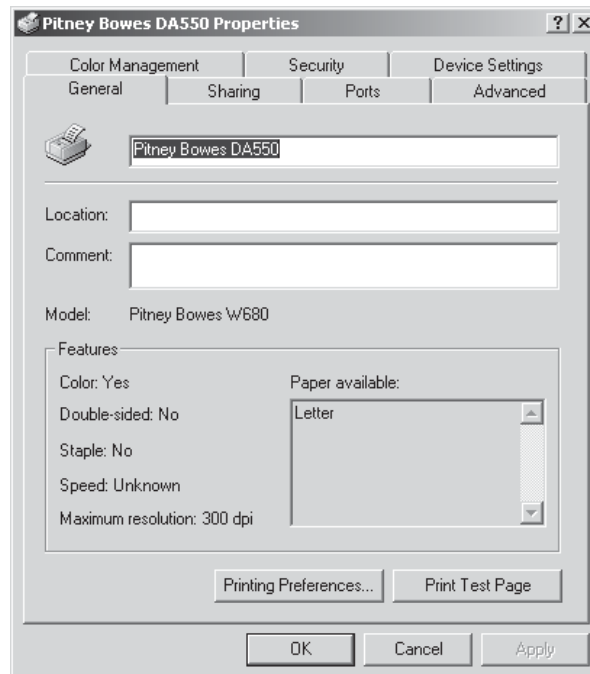 Pitney Bowes DA550 Properties
? X
Color Management Security Device Settings
General Sharing Ports Advanced
Pitney Bowes DA550
Location:
Comment:
Model: Pitney Bowes W680
Features
Color: Yes
Paper available:
Double-sided: No
Letter
Staple: No
Speed: Unknown
Maximum resolution: 300 dpi
Printing Preferences... Print Test Page
OK Cancel Apply